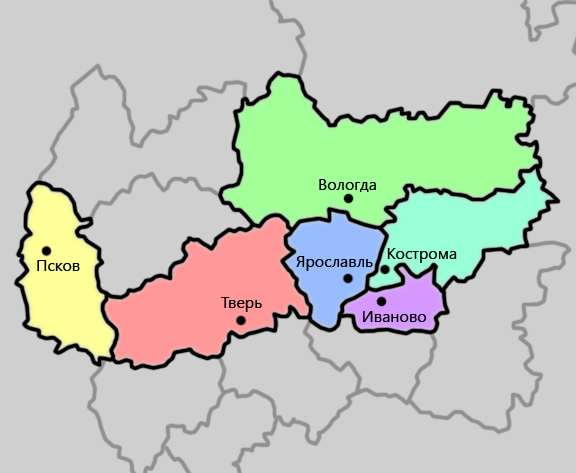 Вологда
Кострома
Ярославль
Псков
Тверь
Иваново